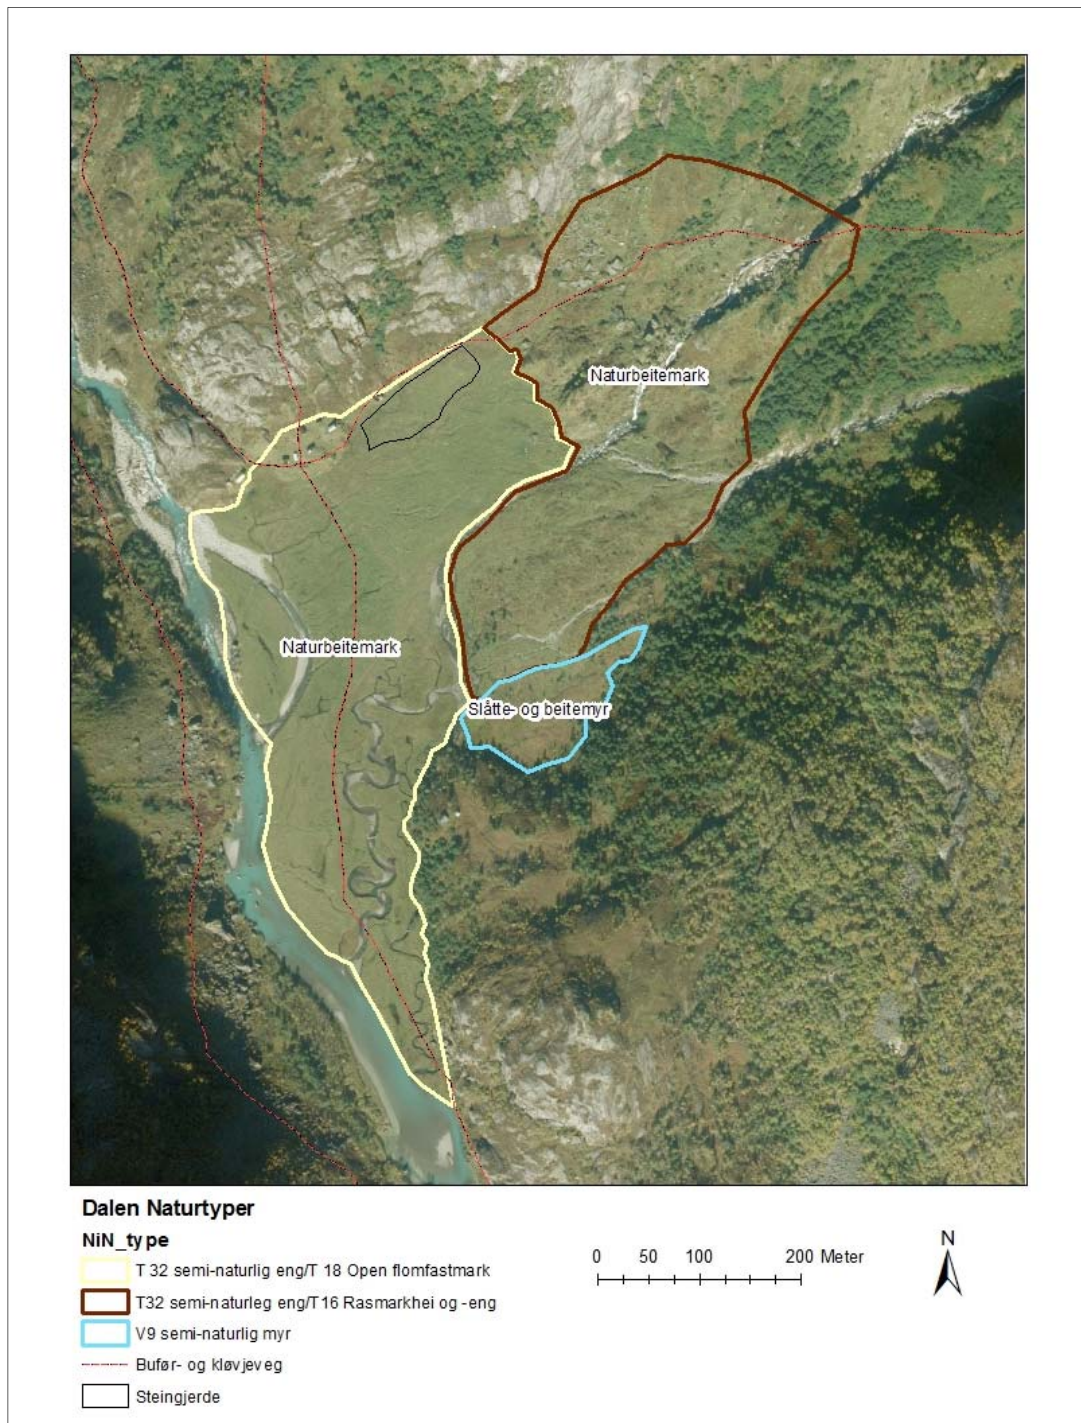 Naturbeitemark
Naturbeitemark
Slåtte- og beitemyr
Dalen Naturtyper
NiN_type
T 32 semi-naturlig eng/T 18 Open flomfastmark
T32 semi-naturleg eng/T16 Rasmarkhei og -eng
V9 semi-naturlig myr
Bufør- og kløvjeveg
Steingjerde
0 50 100 200 Meter
N